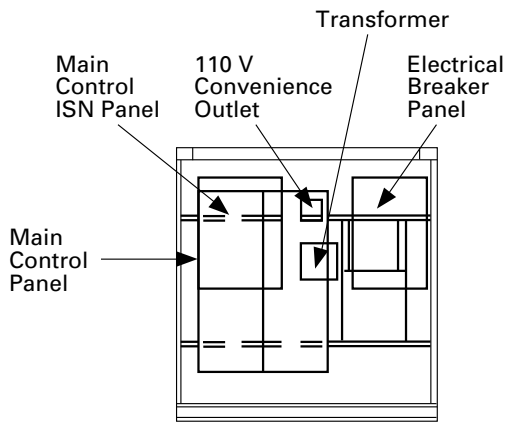 Transformer
Main
Control
ISN Panel
110 V
Convenience
Outlet
Electrical
Breaker
Panel
Main
Control
Panel